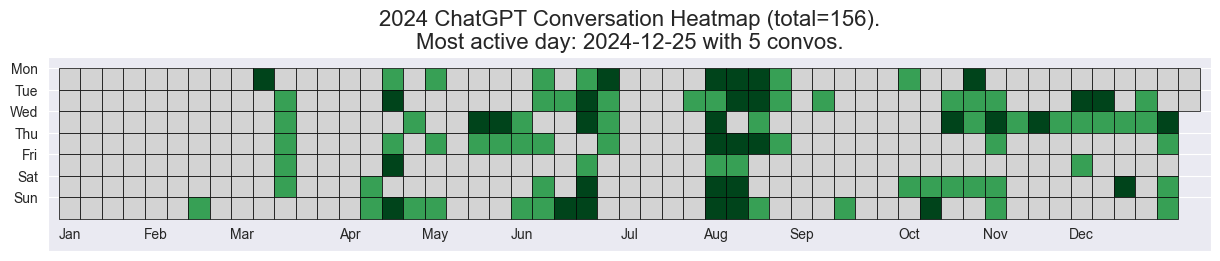 2024 ChatGPT Conversation Heatmap (total=156).
Most active day: 2024-12-25 with 5 convos.
Mon
Tue
Wed
Thu
Fri
Sat
Sun
Jan Feb Mar Apr May Jun Jul Aug Sep Oct Nov Dec